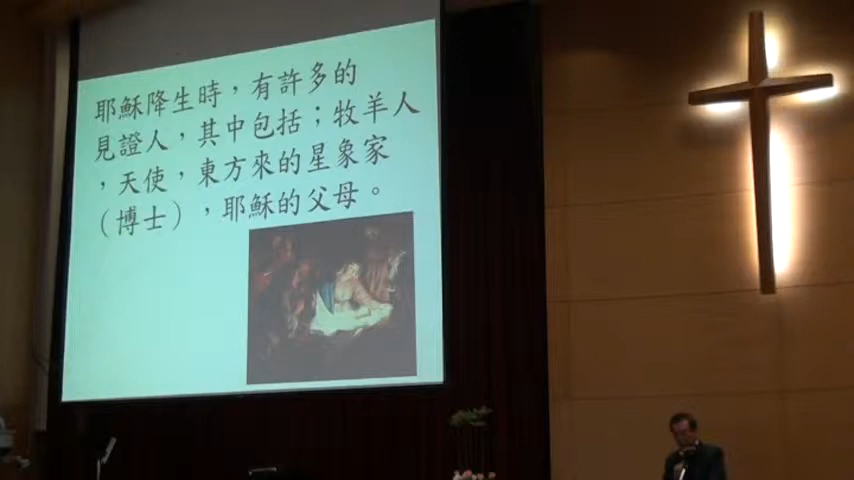 耶穌降生時，有許多的
見證人，其中包括；牧羊人
，天使，東方來的星象家
（博士），耶穌的父母。